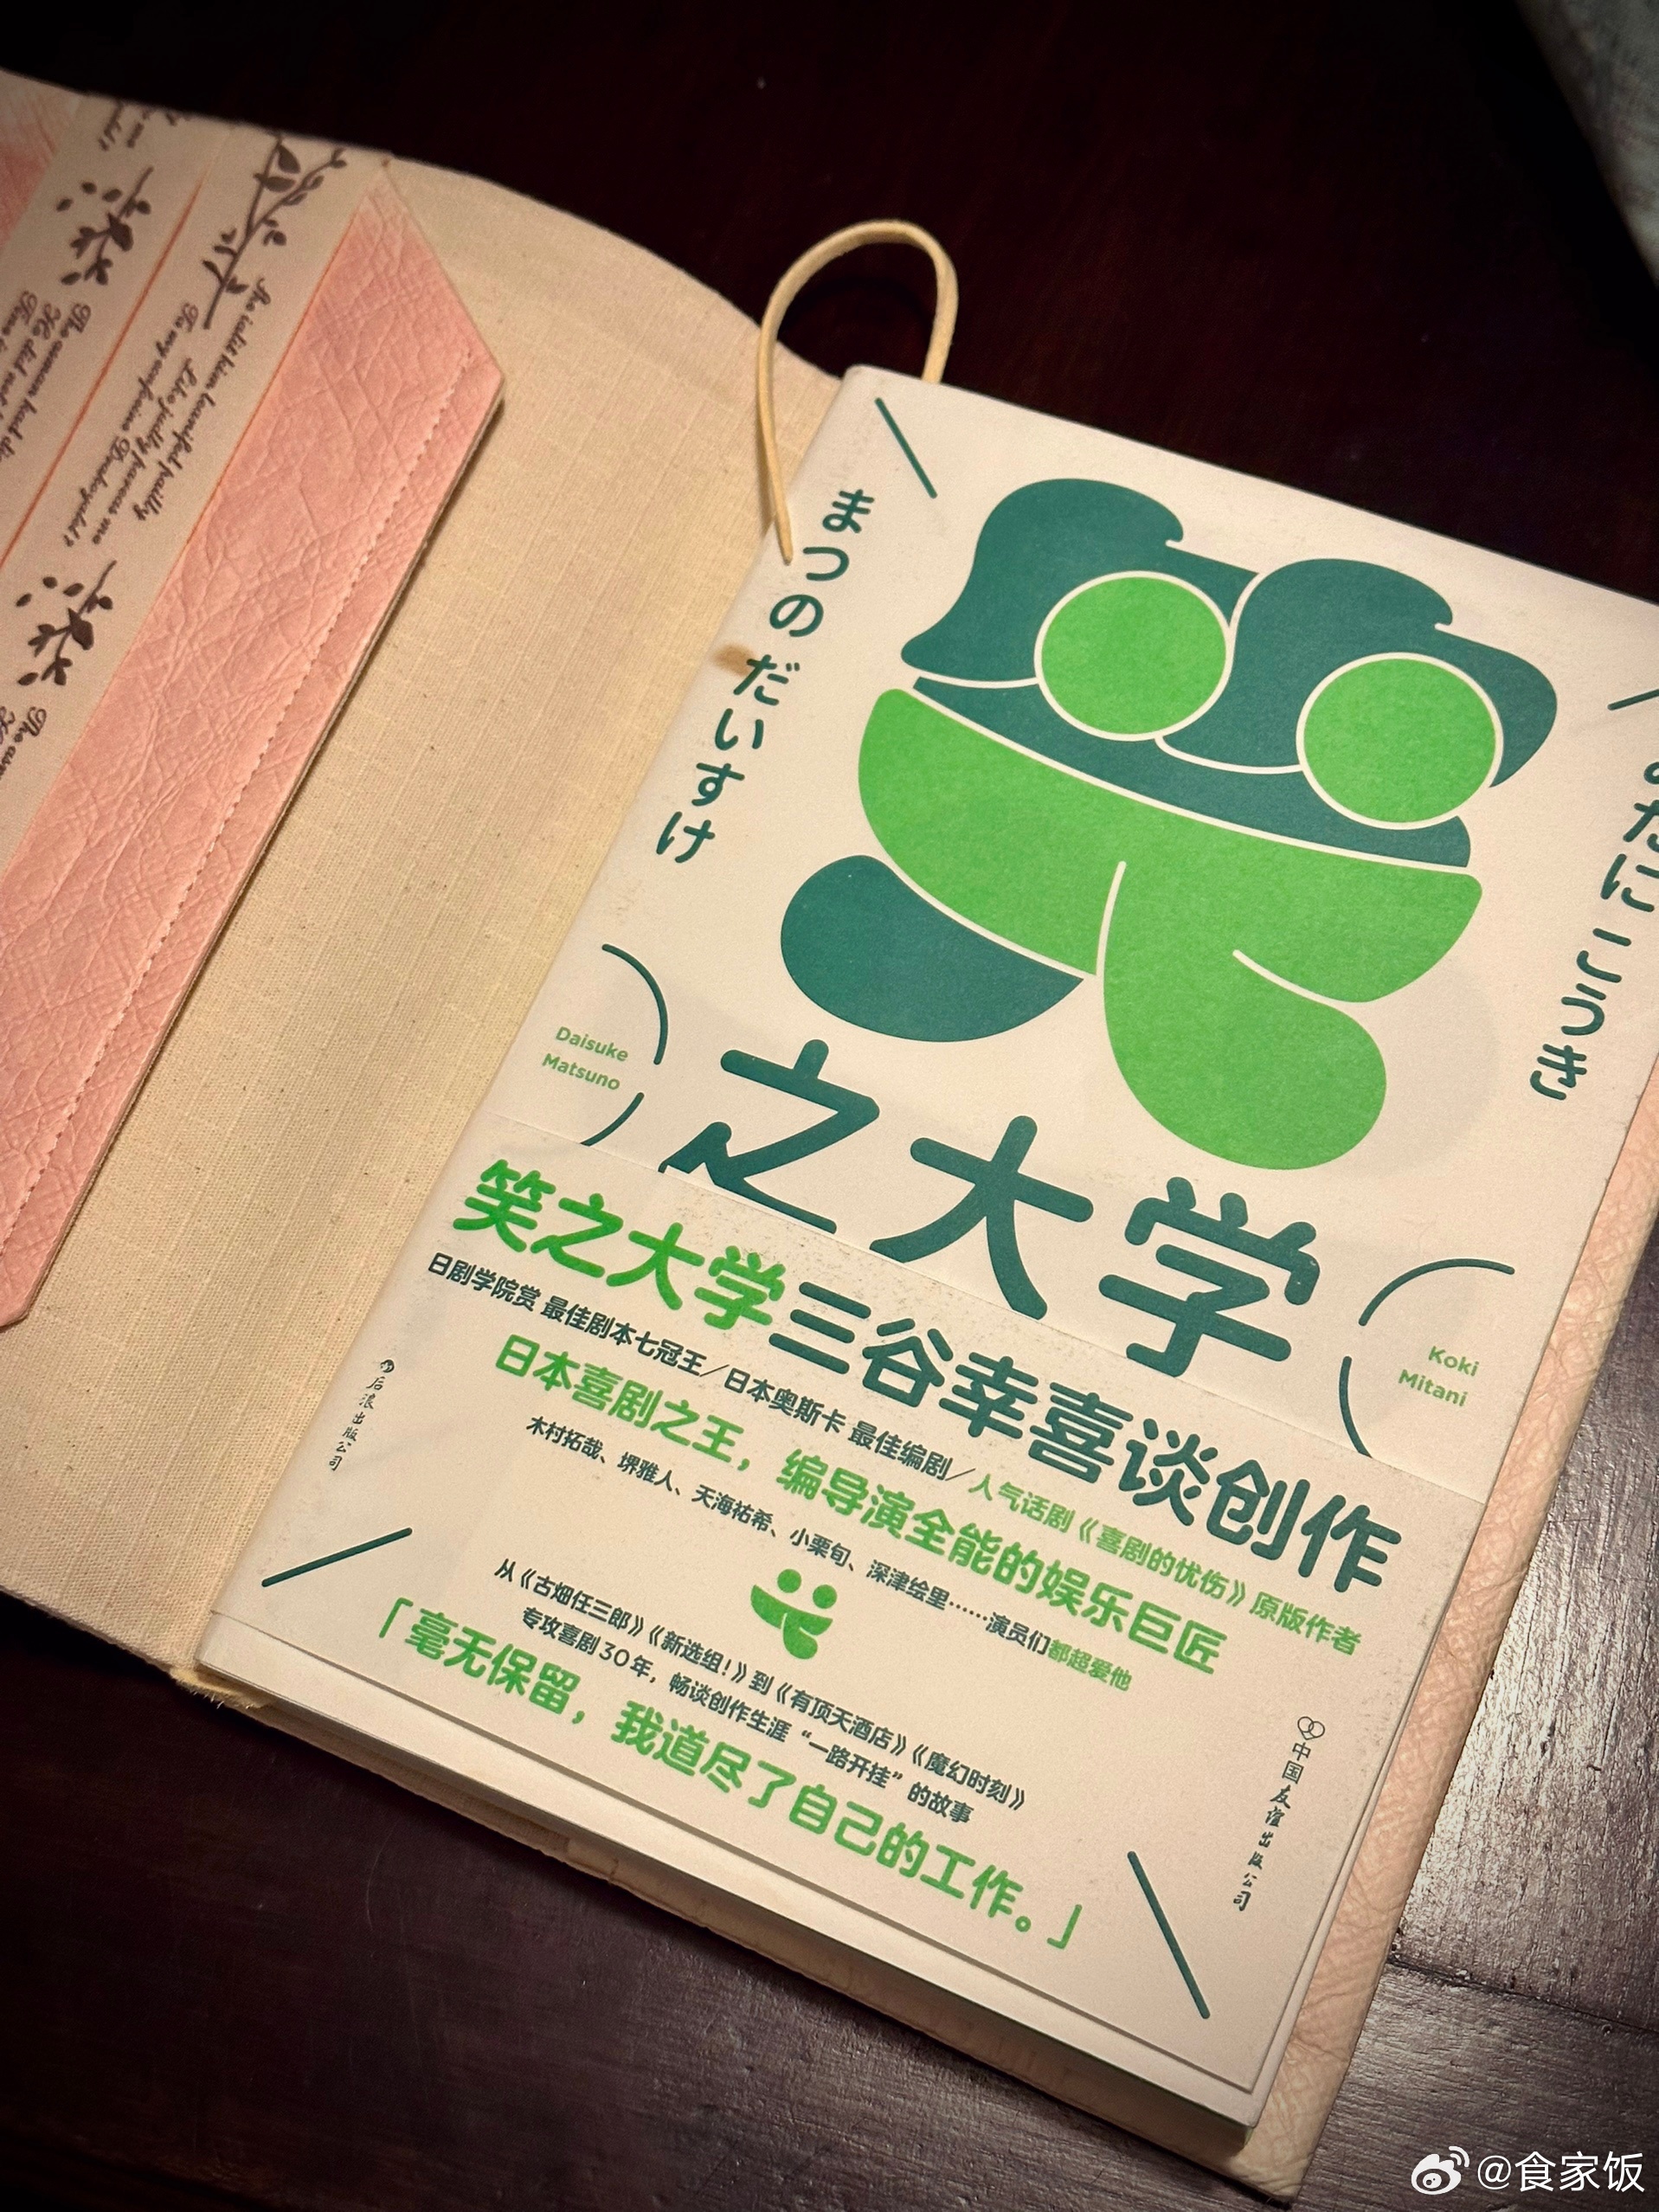 まつの だいすけ
たに こうき
Daisuke
Matsuno
笑
之大学
Koki
Mitani
笑之大学三谷幸喜谈创作
日剧学院赏 最佳剧本七冠王／日本奥斯卡 最佳编剧／人气话剧《喜剧的忧伤》原版作者
日本喜剧之王，编导演全能的娱乐巨匠
木村拓哉、堺雅人、天海祐希、小栗旬、深津绘里……演员们都超爱他
从《古畑任三郎》《新选组！》到《有顶天酒店》《魔幻时刻》
专攻喜剧30年，畅谈创作生涯“一路开挂”的故事
「毫无保留，我道尽了自己的工作。」
后浪出版公司
中国友谊出版公司
@食家饭